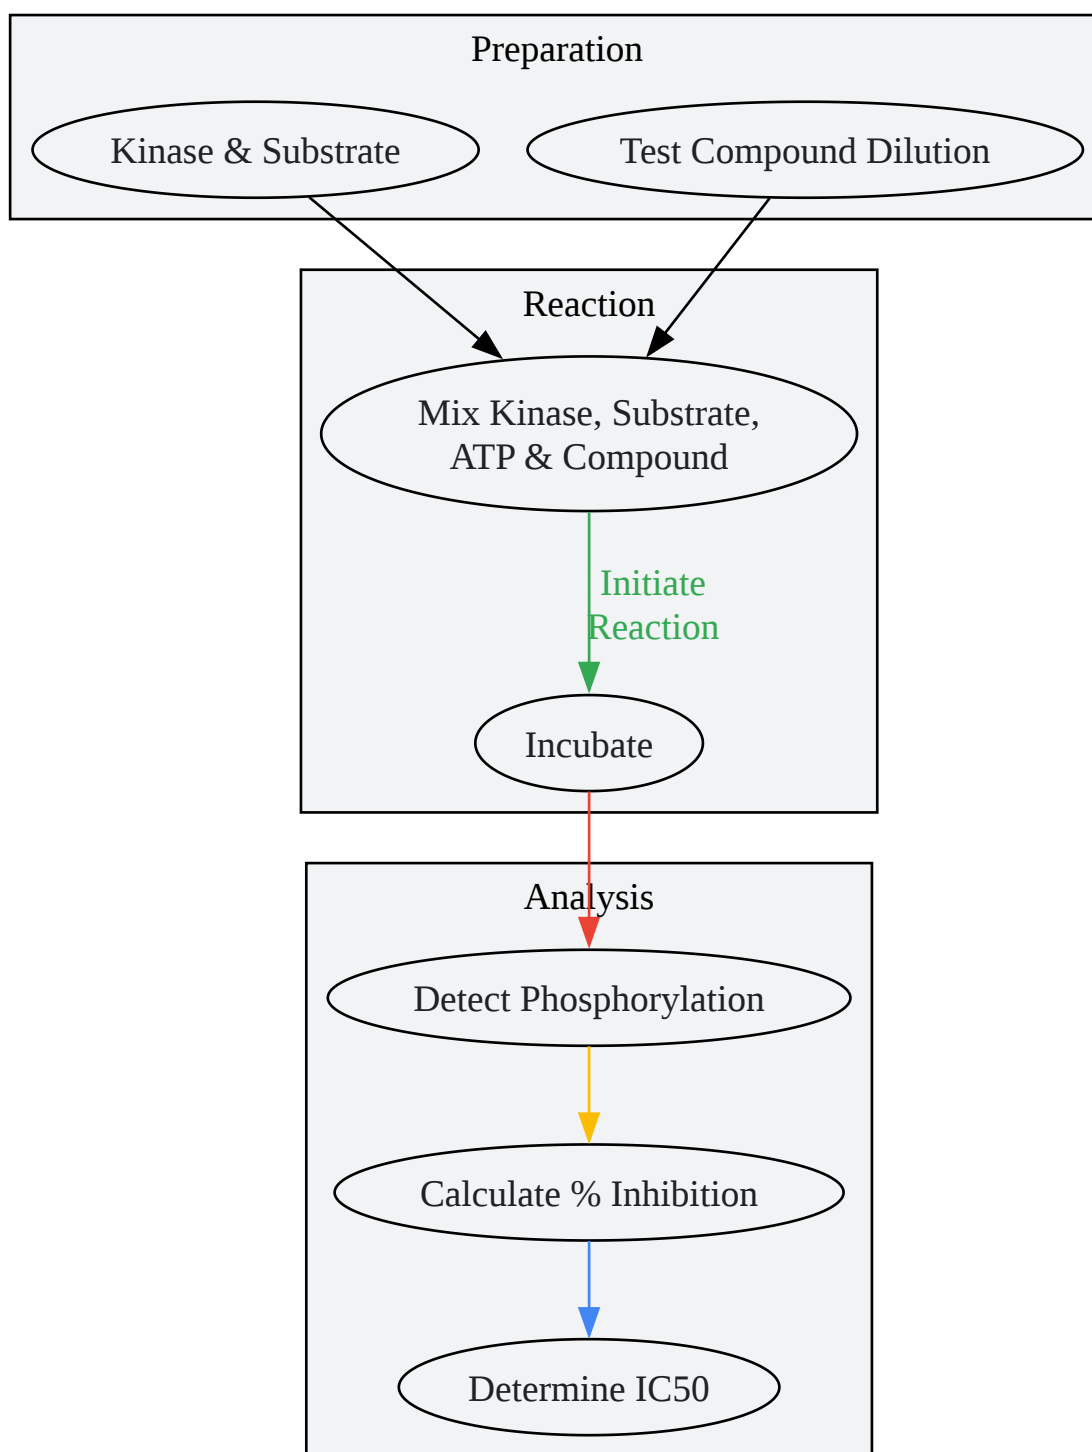 Preparation
Kinase & Substrate
Test Compound Dilution
Reaction
Mix Kinase, Substrate,
ATP & Compound
Initiate
Reaction
Incubate
Analysis
Detect Phosphorylation
Calculate % Inhibition
Determine IC50